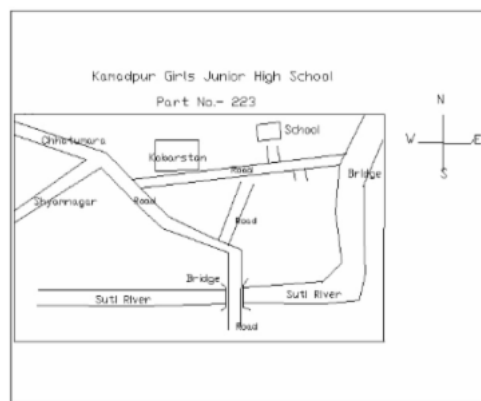 Kamadpur Girls Junior High School
Part No.- 223
N
W
E
S
Chhotumara
School
Kabarstan
Road
Bridge
Shyamnagar
Road
Road
Bridge
Suti River
Suti River
Road